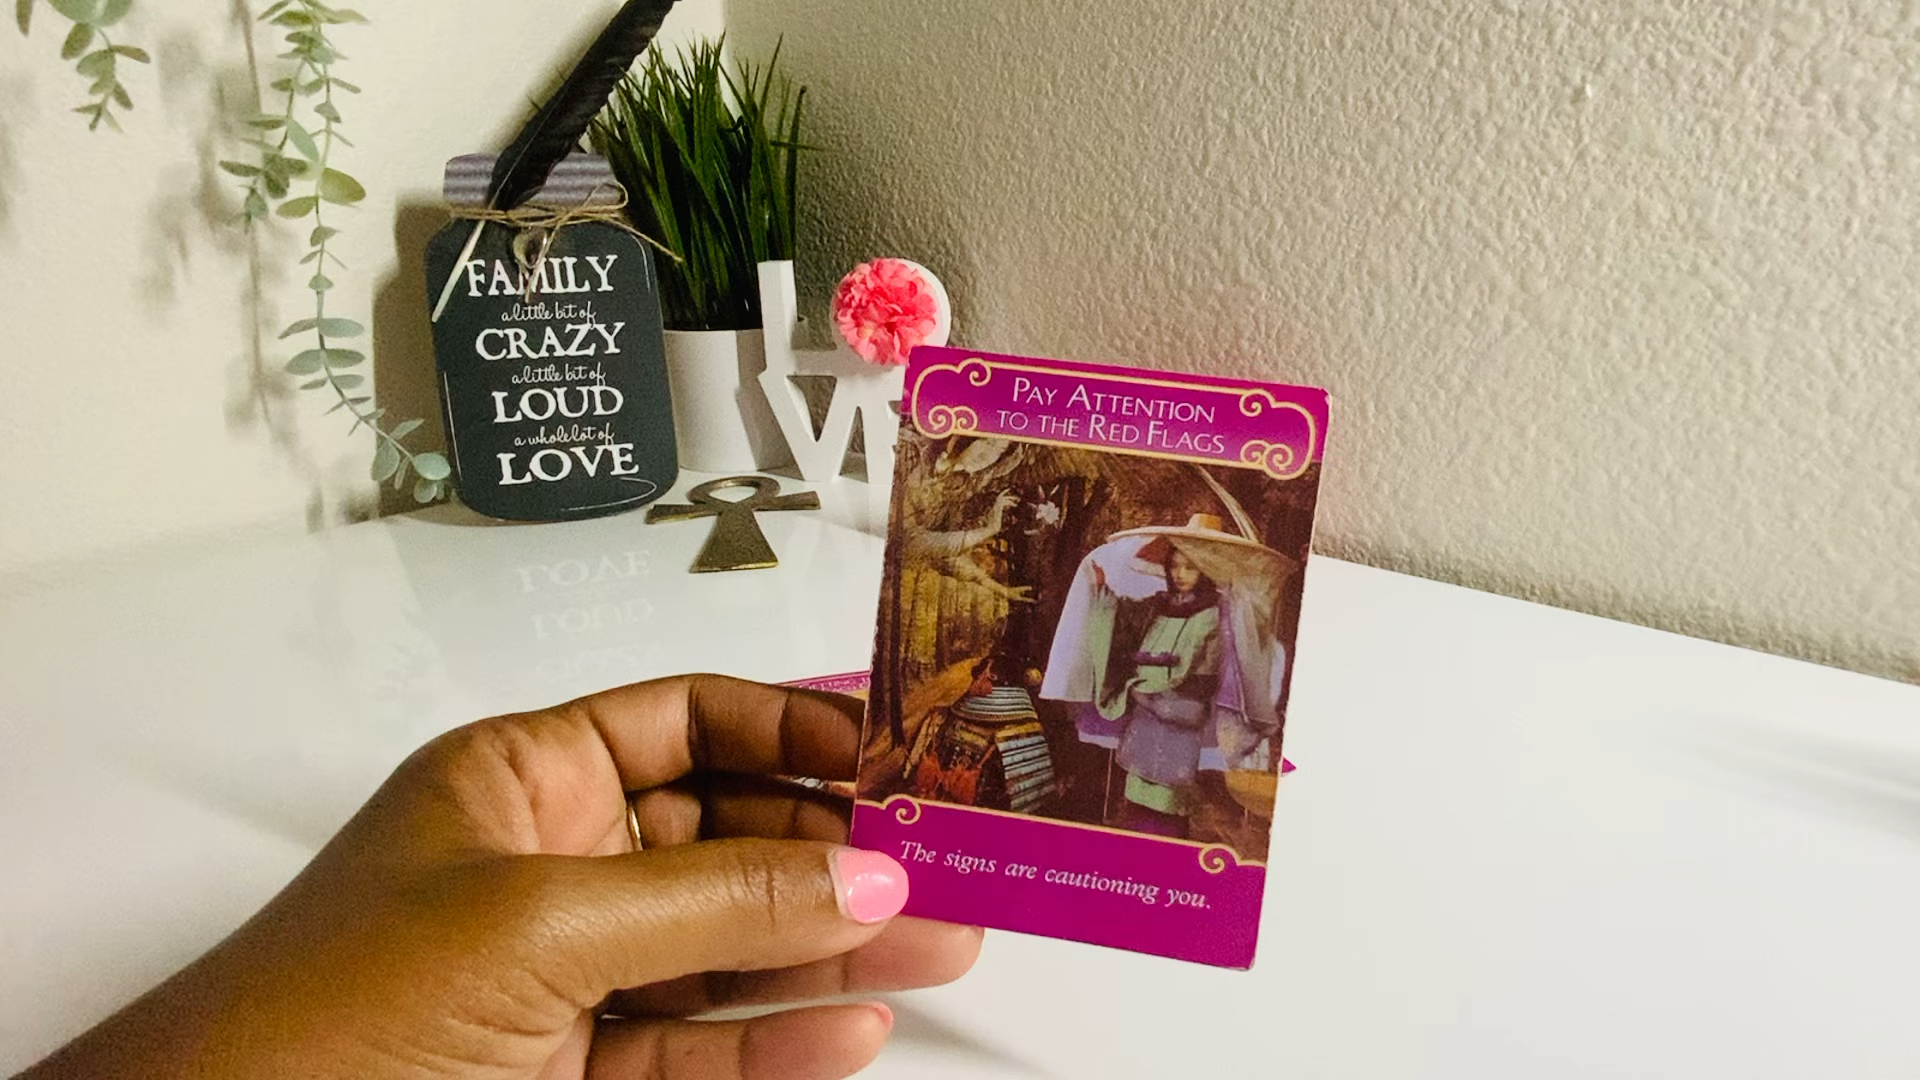 FAMILY
a little bit of
CRAZY
a little bit of
LOUD
a whole lot of
LOVE
PAY ATTENTION
TO THE RED FLAGS
The signs are cautioning you.